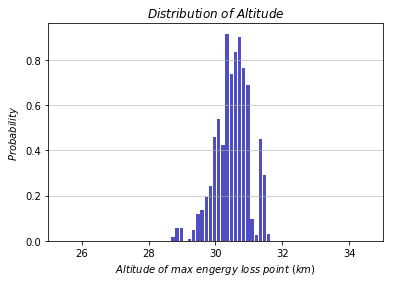 Distribution of Altitude
Probability
0.8
0.6
0.4
0.2
0.0
26 28 30 32 34
Altitude of max engergy loss point (km)